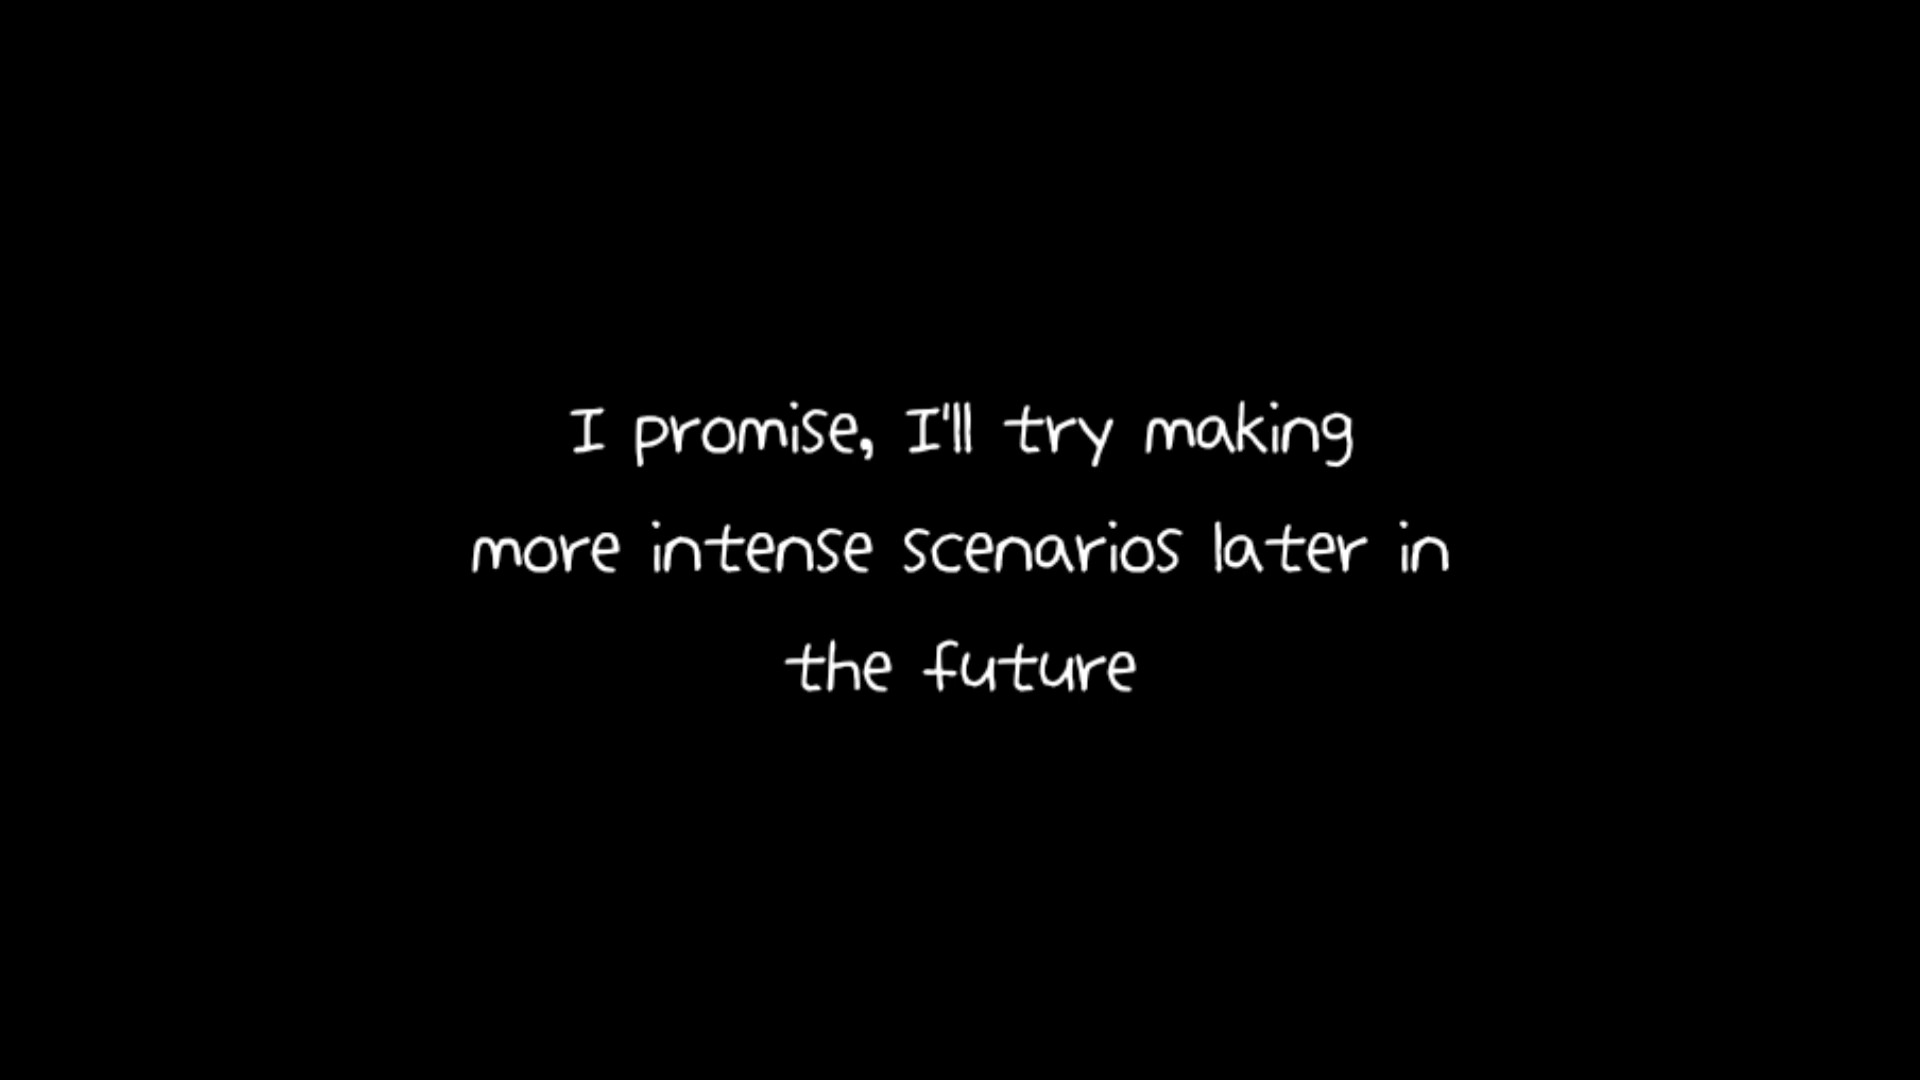 I promise, I'll try making
more intense scenarios later in
the future